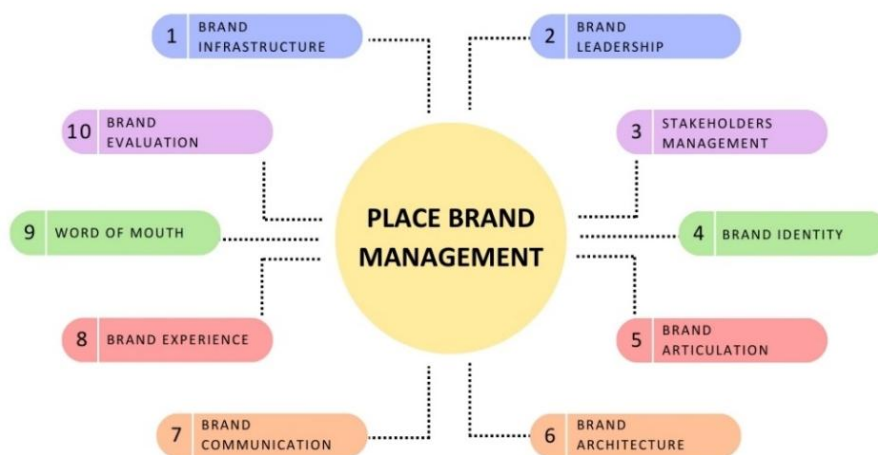 1 BRAND
INFRASTRUCTURE
2 BRAND
LEADERSHIP
10 BRAND
EVALUATION
3 STAKEHOLDERS
MANAGEMENT
PLACE BRAND
MANAGEMENT
9 WORD OF MOUTH
4 BRAND IDENTITY
8 BRAND EXPERIENCE
5 BRAND
ARTICULATION
7 BRAND
COMMUNICATION
6 BRAND
ARCHITECTURE